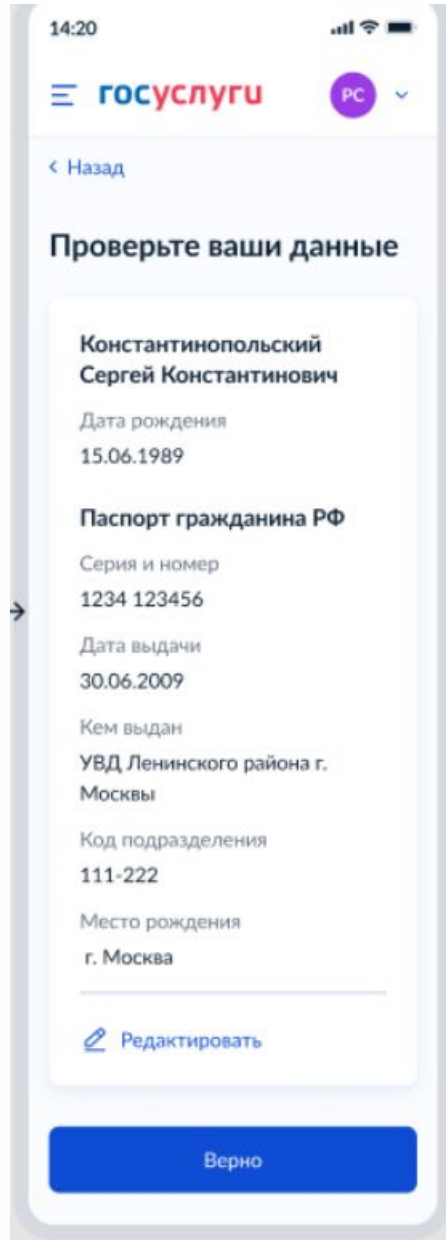 14:20
госуслуги
РС
Назад
Проверьте ваши данные
Константинопольский
Сергей Константинович
Дата рождения
15.06.1989
Паспорт гражданина РФ
Серия и номер
1234 123456
Дата выдачи
30.06.2009
Кем выдан
УВД Ленинского района г.
Москвы
Код подразделения
111-222
Место рождения
г. Москва
Редактировать
Верно